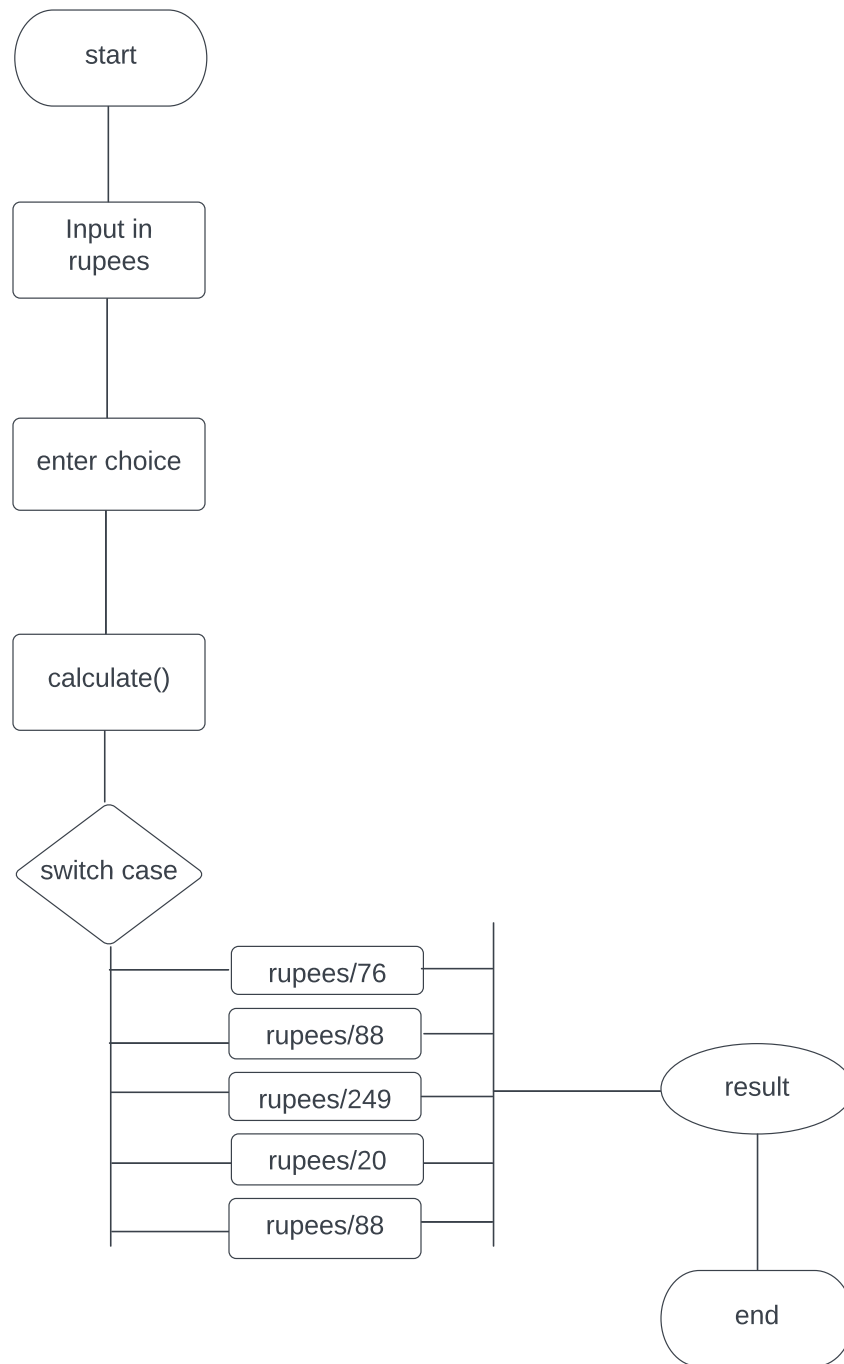 start
Input in
rupees
enter choice
calculate()
switch case
rupees/76
rupees/88
rupees/249
rupees/20
rupees/88
result
end